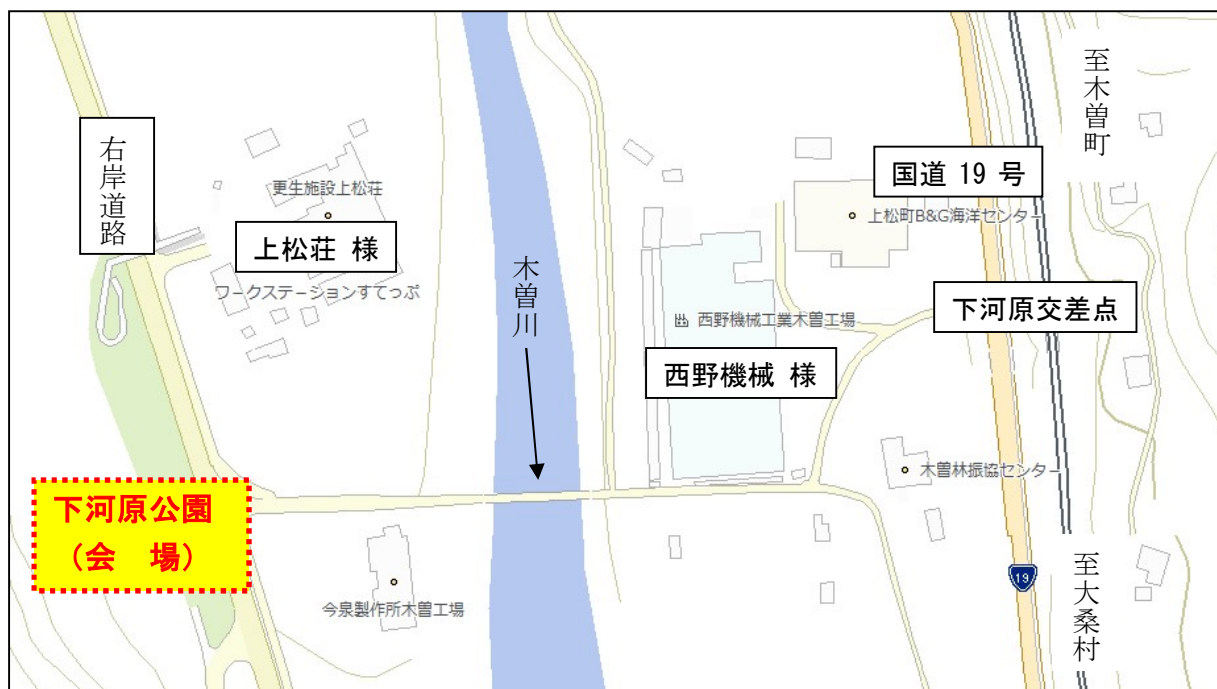 至木曽町
右岸道路
国道 19 号
更生施設上松荘
上松町B&G海洋センター
上松荘 様
木曽川
ワークステーションすてっぷ
下河原交差点
西野機械工業木曽工場
西野機械 様
木曽林振協センター
下河原公園
（会　場）
19
至大桑村
今泉製作所木曽工場